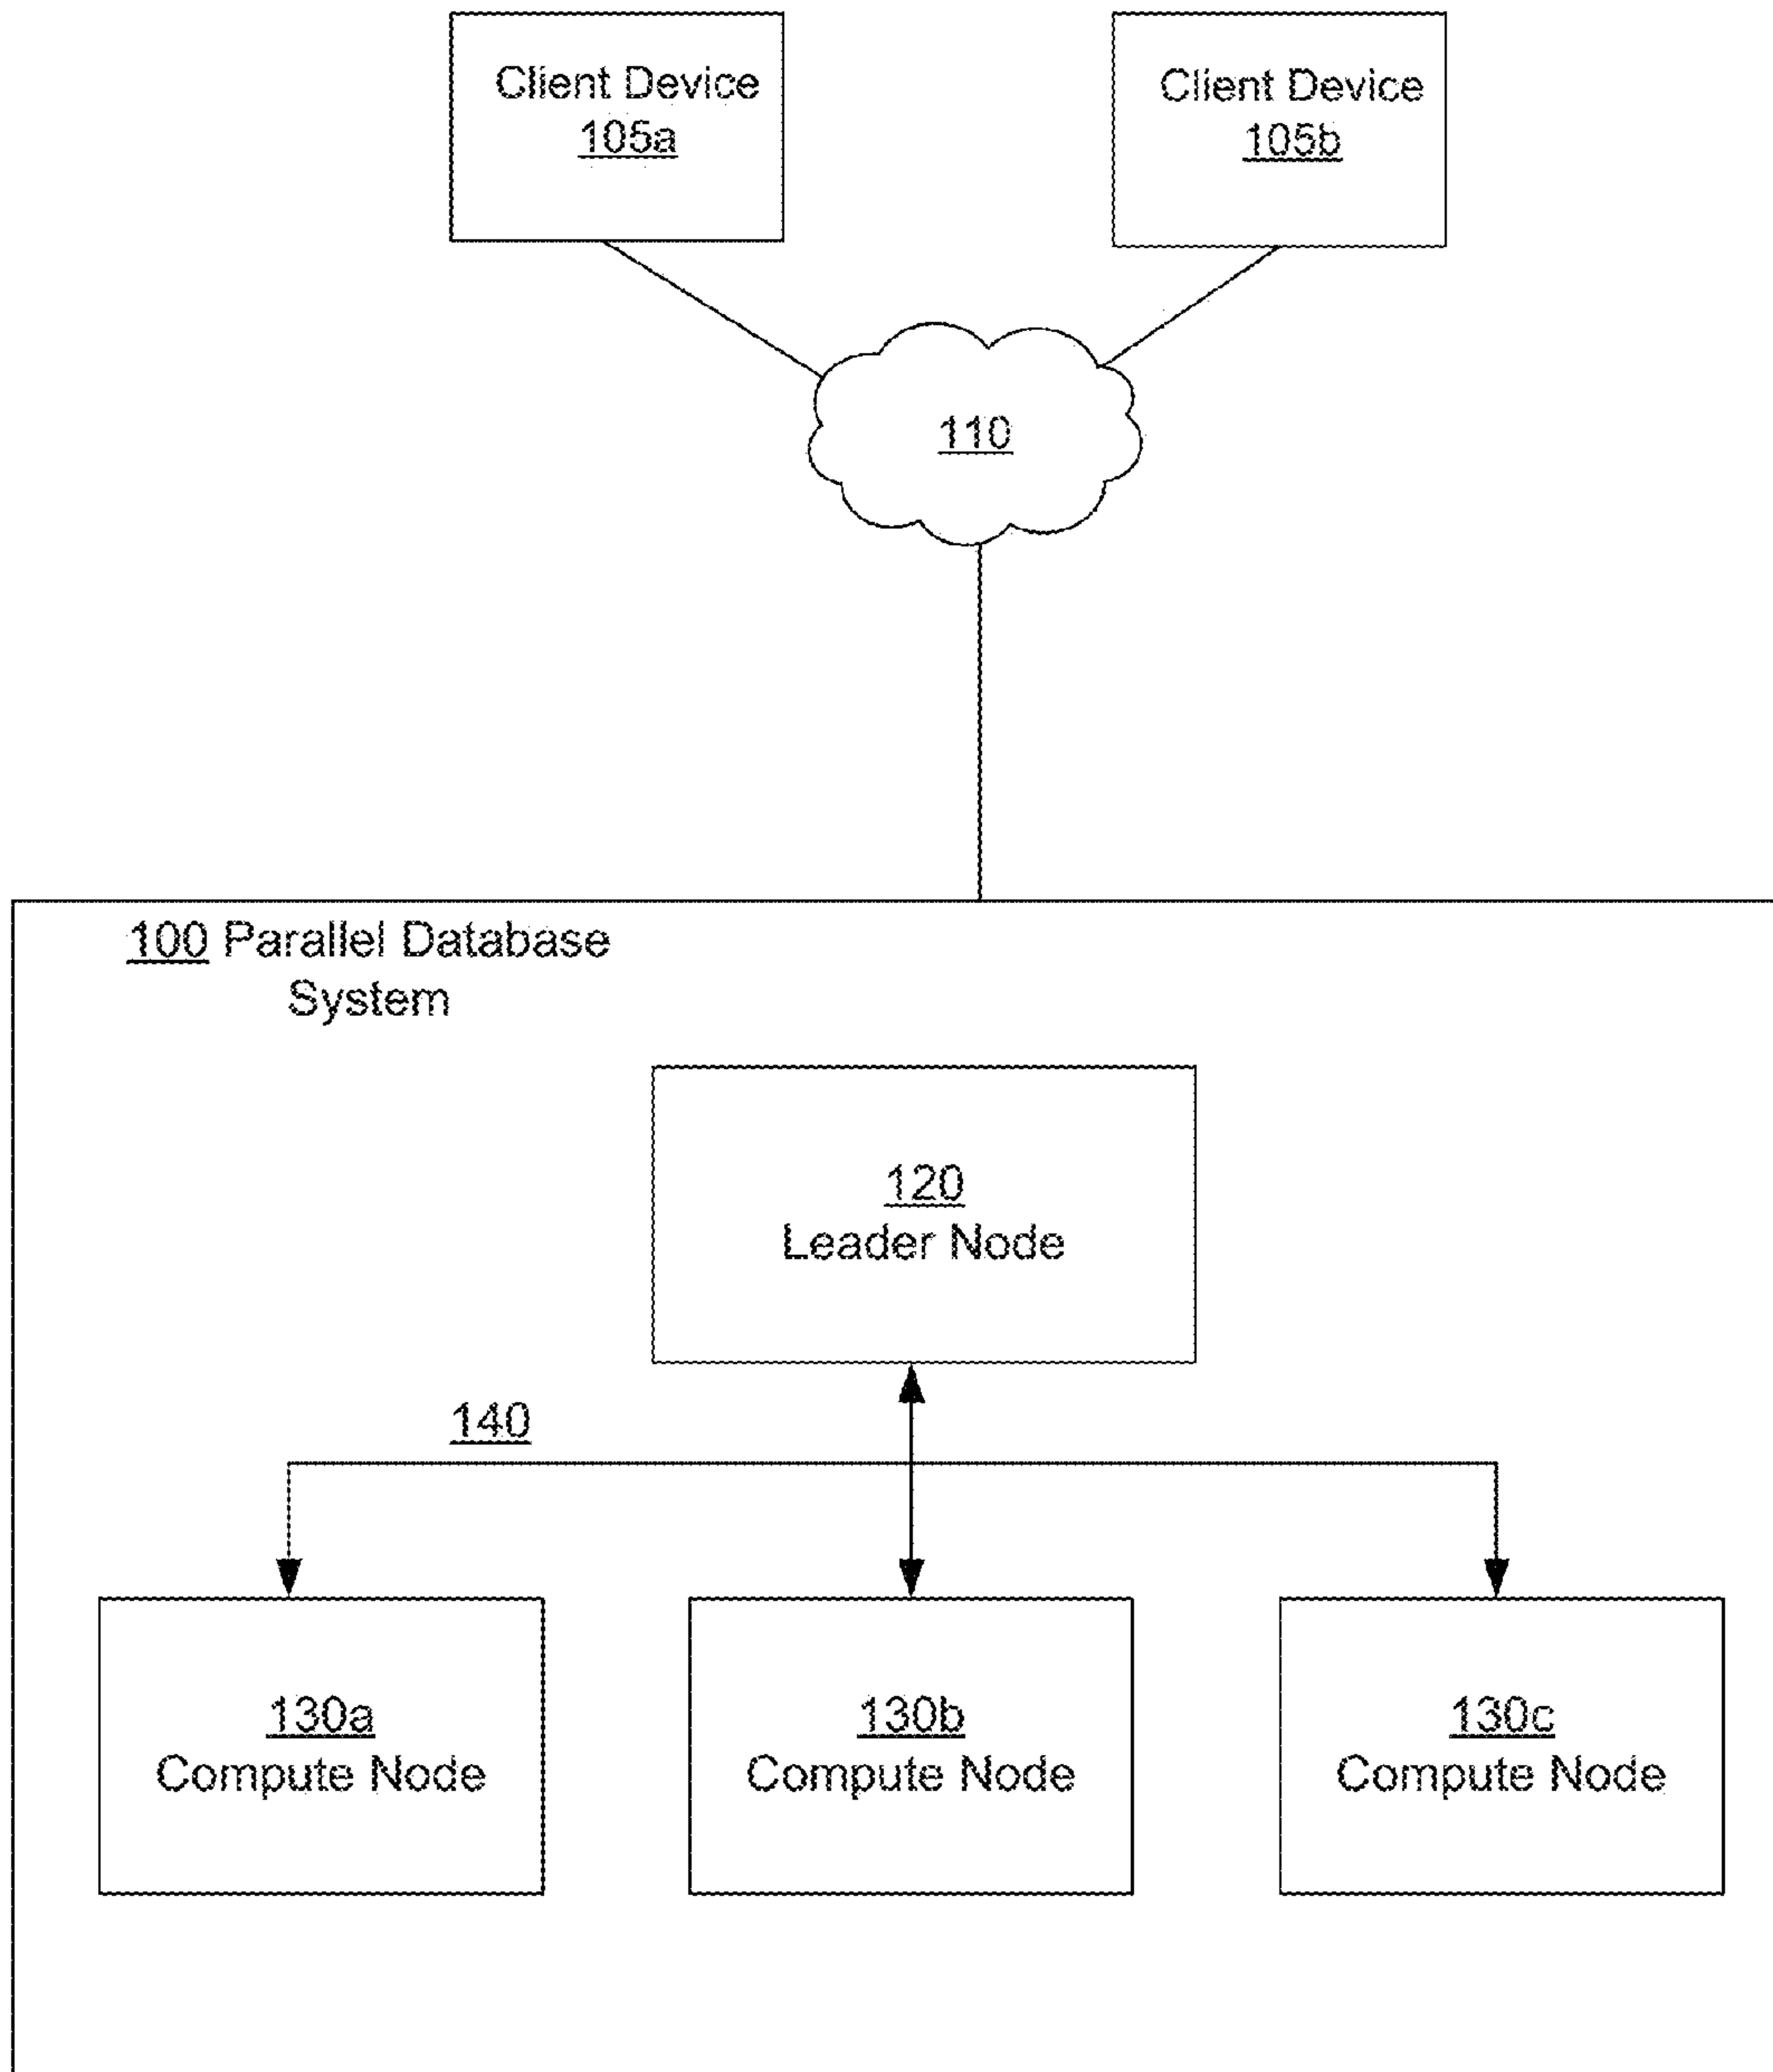 Client Device
105a
Client Device
105b
110
100 Parallel Database
System
120
Leader Node
140
130a
Compute Node
130b
Compute Node
130c
Compute Node